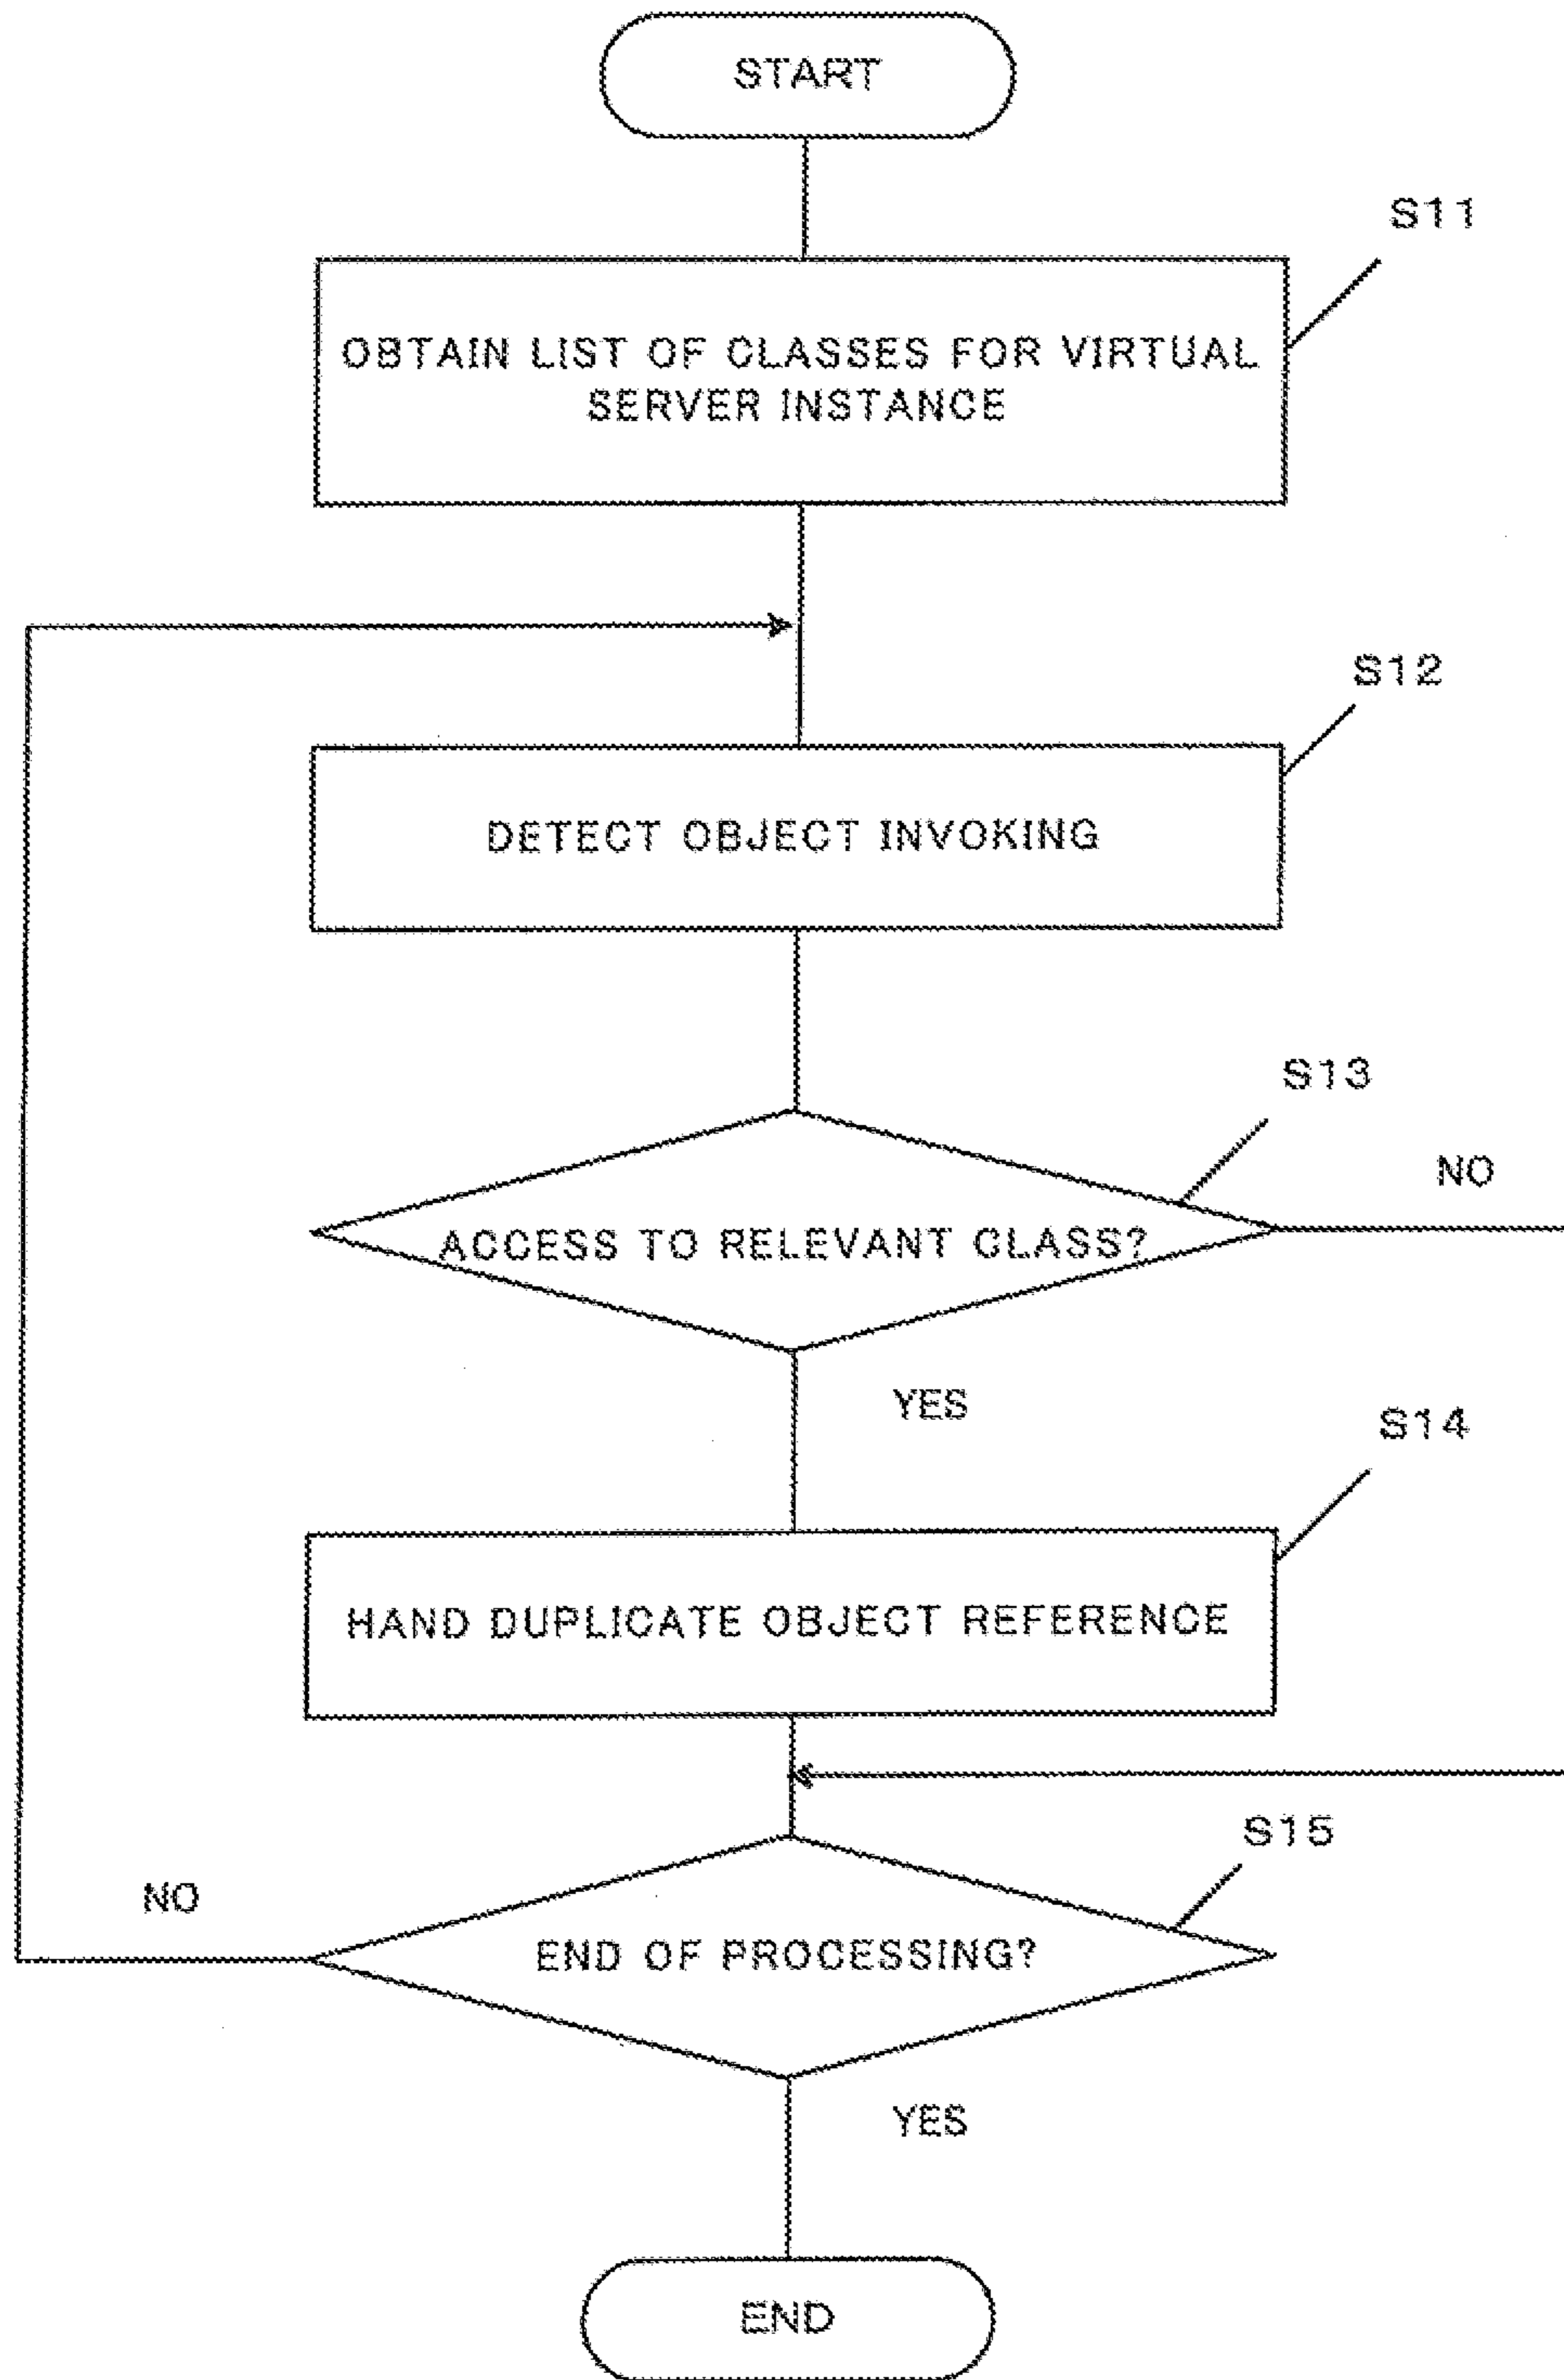 START
S11
OBTAIN LIST OF CLASSES FOR VIRTUAL
SERVER INSTANCE
S12
DETECT OBJECT INVOKING
S13
NO
ACCESS TO RELEVANT CLASS?
YES
S14
HAND DUPLICATE OBJECT REFERENCE
S15
NO
END OF PROCESSING?
YES
END